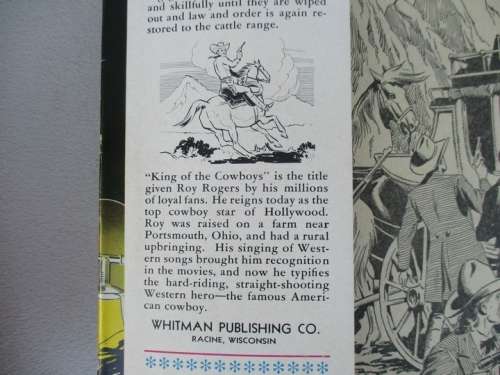 and skillfully until they are wiped
out and law and order is again re-
stored to the cattle range.
"King of the Cowboys" is the title
given Roy Rogers by his millions
of loyal fans. He reigns today as the
top cowboy star of Hollywood.
Roy was raised on a farm near
Portsmouth, Ohio, and had a rural
upbringing. His singing of West-
ern songs brought him recognition
in the movies, and now he typifies
the hard-riding, straight-shooting
Western hero—the famous Ameri-
can cowboy.
WHITMAN PUBLISHING CO.
RACINE, WISCONSIN